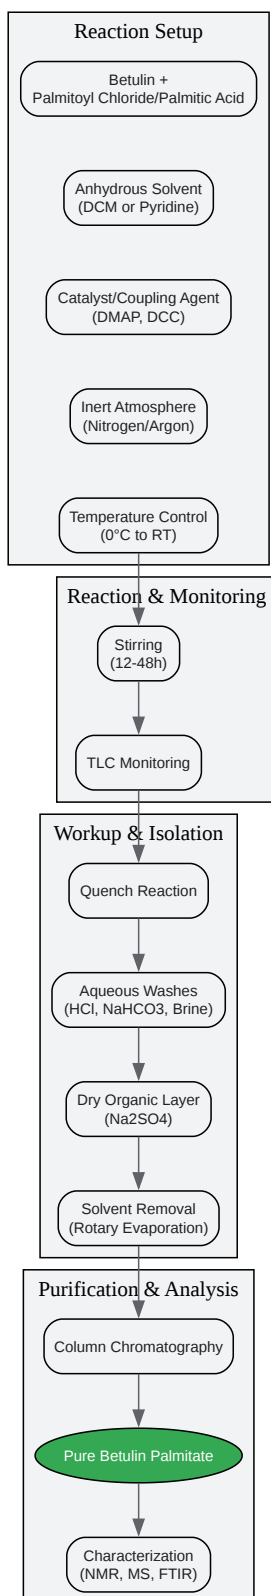 Reaction Setup
Betulin +
Palmitoyl Chloride/Palmitic Acid
Anhydrous Solvent
(DCM or Pyridine)
Catalyst/Coupling Agent
(DMAP, DCC)
Inert Atmosphere
(Nitrogen/Argon)
Temperature Control
(0°C to RT)
Reaction & Monitoring
Stirring
(12-48h)
TLC Monitoring
Workup & Isolation
Quench Reaction
Aqueous Washes
(HCl, NaHCO3, Brine)
Dry Organic Layer
(Na2SO4)
Solvent Removal
(Rotary Evaporation)
Purification & Analysis
Column Chromatography
Pure Betulin Palmitate
Characterization
(NMR, MS, FTIR)